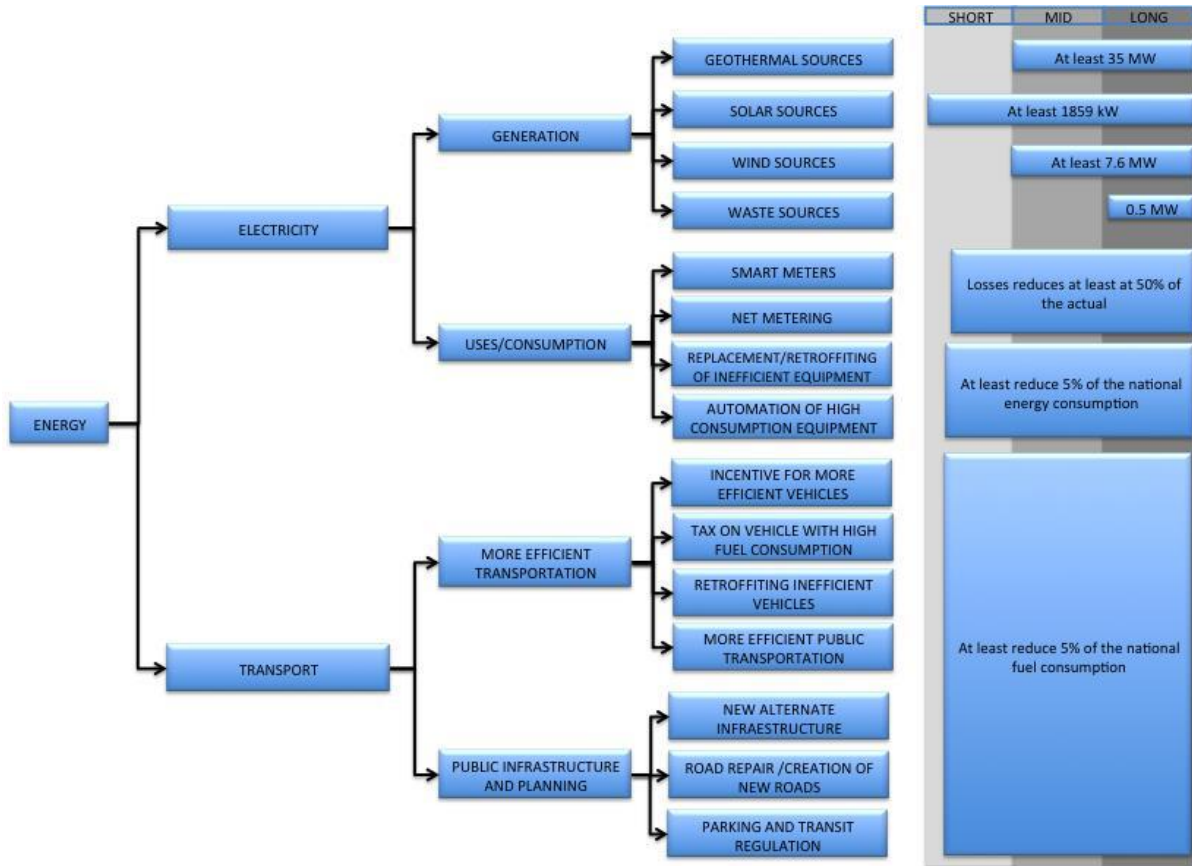 SHORT MID LONG
GEOTHERMAL SOURCES
At least 35 MW
SOLAR SOURCES
At least 1859 kW
GENERATION
WIND SOURCES
At least 7.6 MW
WASTE SOURCES
0.5 MW
ELECTRICITY
SMART METERS
Losses reduces at least at 50% of
the actual
NET METERING
USES/CONSUMPTION
REPLACEMENT/RETROFFITING
OF INEFFICIENT EQUIPMENT
At least reduce 5% of the national
energy consumption
AUTOMATION OF HIGH
CONSUMPTION EQUIPMENT
ENERGY
INCENTIVE FOR MORE
EFFICIENT VEHICLES
TAX ON VEHICLE WITH HIGH
FUEL CONSUMPTION
MORE EFFICIENT
TRANSPORTATION
RETROFFITING INEFFICIENT
VEHICLES
MORE EFFICIENT PUBLIC
TRANSPORTATION
At least reduce 5% of the national
fuel consumption
TRANSPORT
NEW ALTERNATE
INFRAESTRUCTURE
PUBLIC INFRASTRUCTURE
AND PLANNING
ROAD REPAIR /CREATION OF
NEW ROADS
PARKING AND TRANSIT
REGULATION